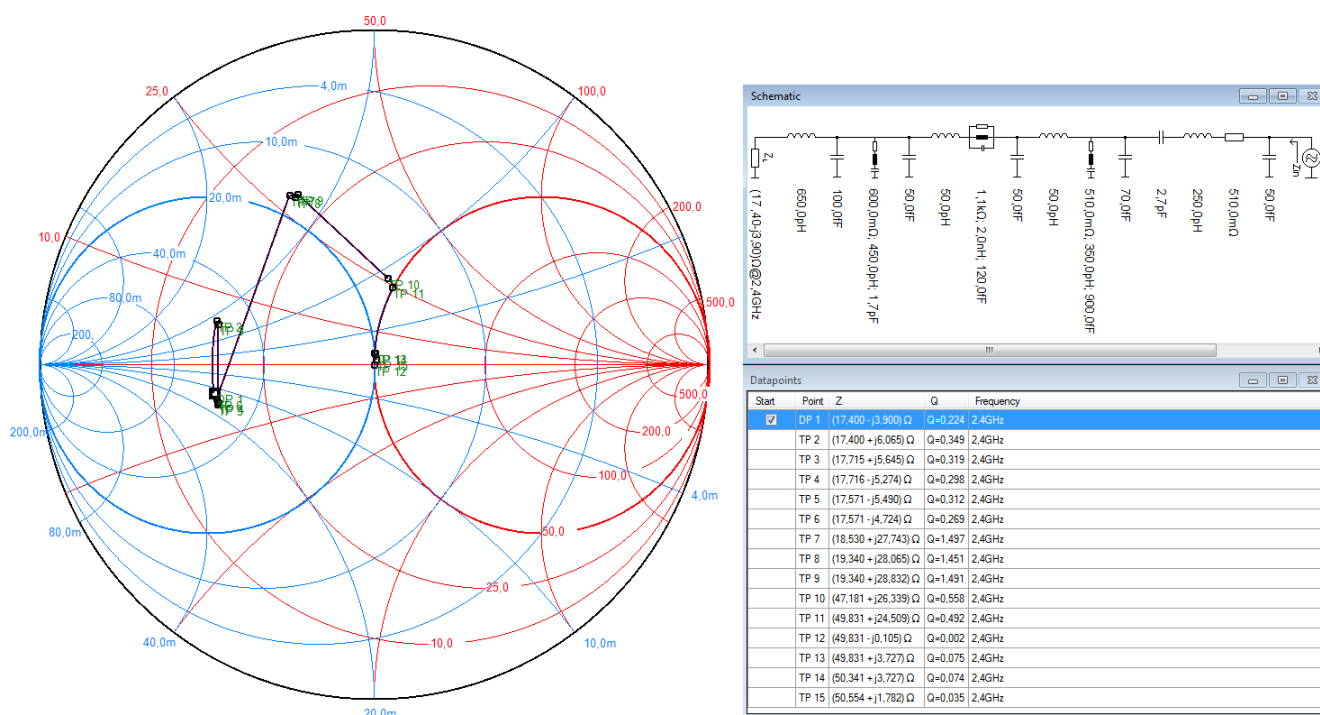 50,0
25,0
4,0m
100,0
10,0m
20,0m
200,0
10,0
40,0m
TP 10
TP 11
80,0m
500,0
200,
TP 12
500,0
200,0m
200,0
100,0
4,0m
80,0m
50,0
25,0
40,0m
10,0
10,0m
20,0m
Schematic
ZL
Zin
(17,40-j3,90)Ω@2,4GHz
650,0pH
100,0fF
600,0mΩ; 450,0pH; 1,7pF
50,0fF
50,0pH
1,1kΩ; 2,0nH; 120,0fF
50,0fF
50,0pH
510,0mΩ; 350,0pH; 900,0fF
70,0fF
2,7pF
250,0pH
510,0mΩ
50,0fF
Datapoints
Start Point Z Q Frequency
DP 1 (17,400 - j3,900) Ω Q=0,224 2,4GHz
TP 2 (17,400 + j6,065) Ω Q=0,349 2,4GHz
TP 3 (17,715 + j5,645) Ω Q=0,319 2,4GHz
TP 4 (17,716 - j5,274) Ω Q=0,298 2,4GHz
TP 5 (17,571 - j5,490) Ω Q=0,312 2,4GHz
TP 6 (17,571 - j4,724) Ω Q=0,269 2,4GHz
TP 7 (18,530 + j27,743) Ω Q=1,497 2,4GHz
TP 8 (19,340 + j28,065) Ω Q=1,451 2,4GHz
TP 9 (19,340 + j28,832) Ω Q=1,491 2,4GHz
TP 10 (47,181 + j26,339) Ω Q=0,558 2,4GHz
TP 11 (49,831 + j24,509) Ω Q=0,492 2,4GHz
TP 12 (49,831 - j0,105) Ω Q=0,002 2,4GHz
TP 13 (49,831 + j3,727) Ω Q=0,075 2,4GHz
TP 14 (50,341 + j3,727) Ω Q=0,074 2,4GHz
TP 15 (50,554 + j1,782) Ω Q=0,035 2,4GHz